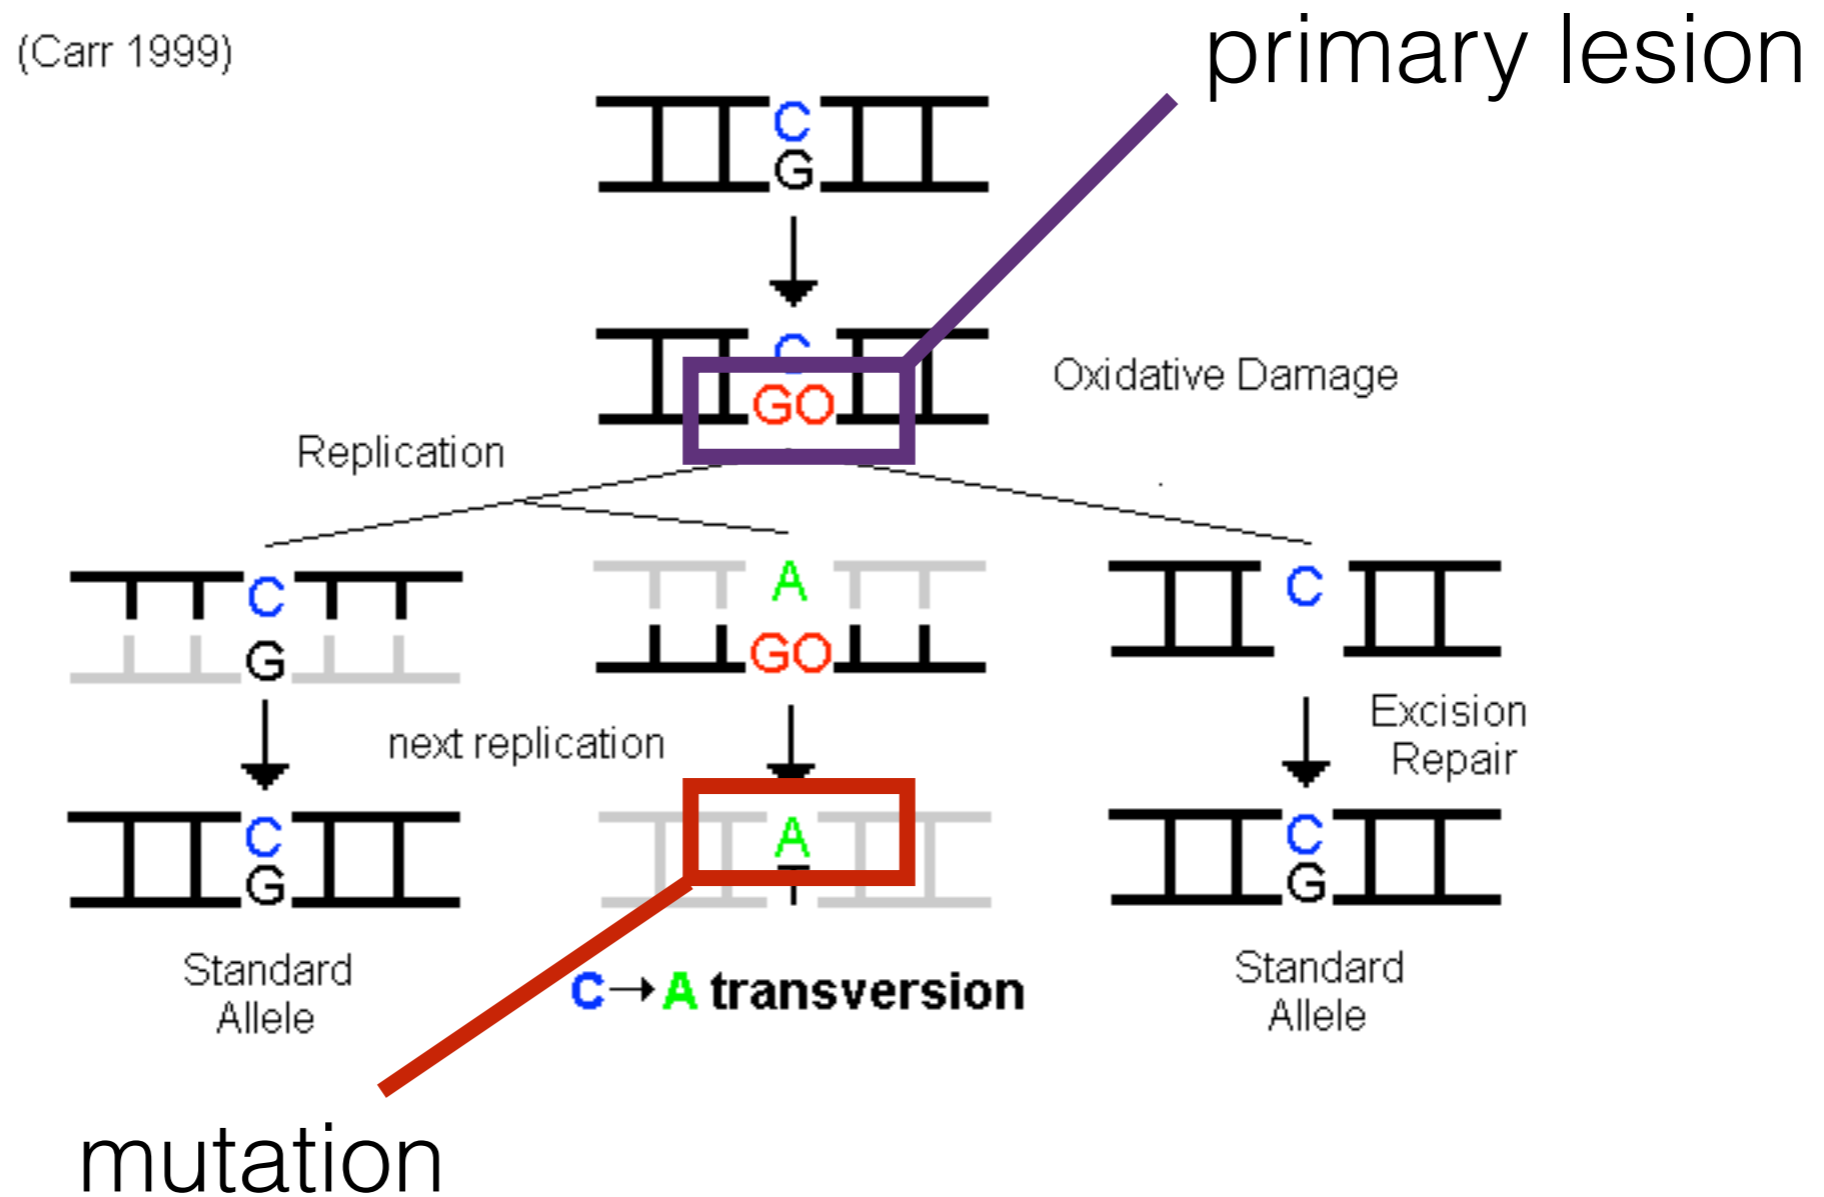 (Carr 1999)
primary lesion
C
G
C
GO
Oxidative Damage
Replication
C
G
A
GO
C
next replication
Excision
Repair
C
G
A
T
C
G
Standard
Allele
C→A transversion
Standard
Allele
mutation